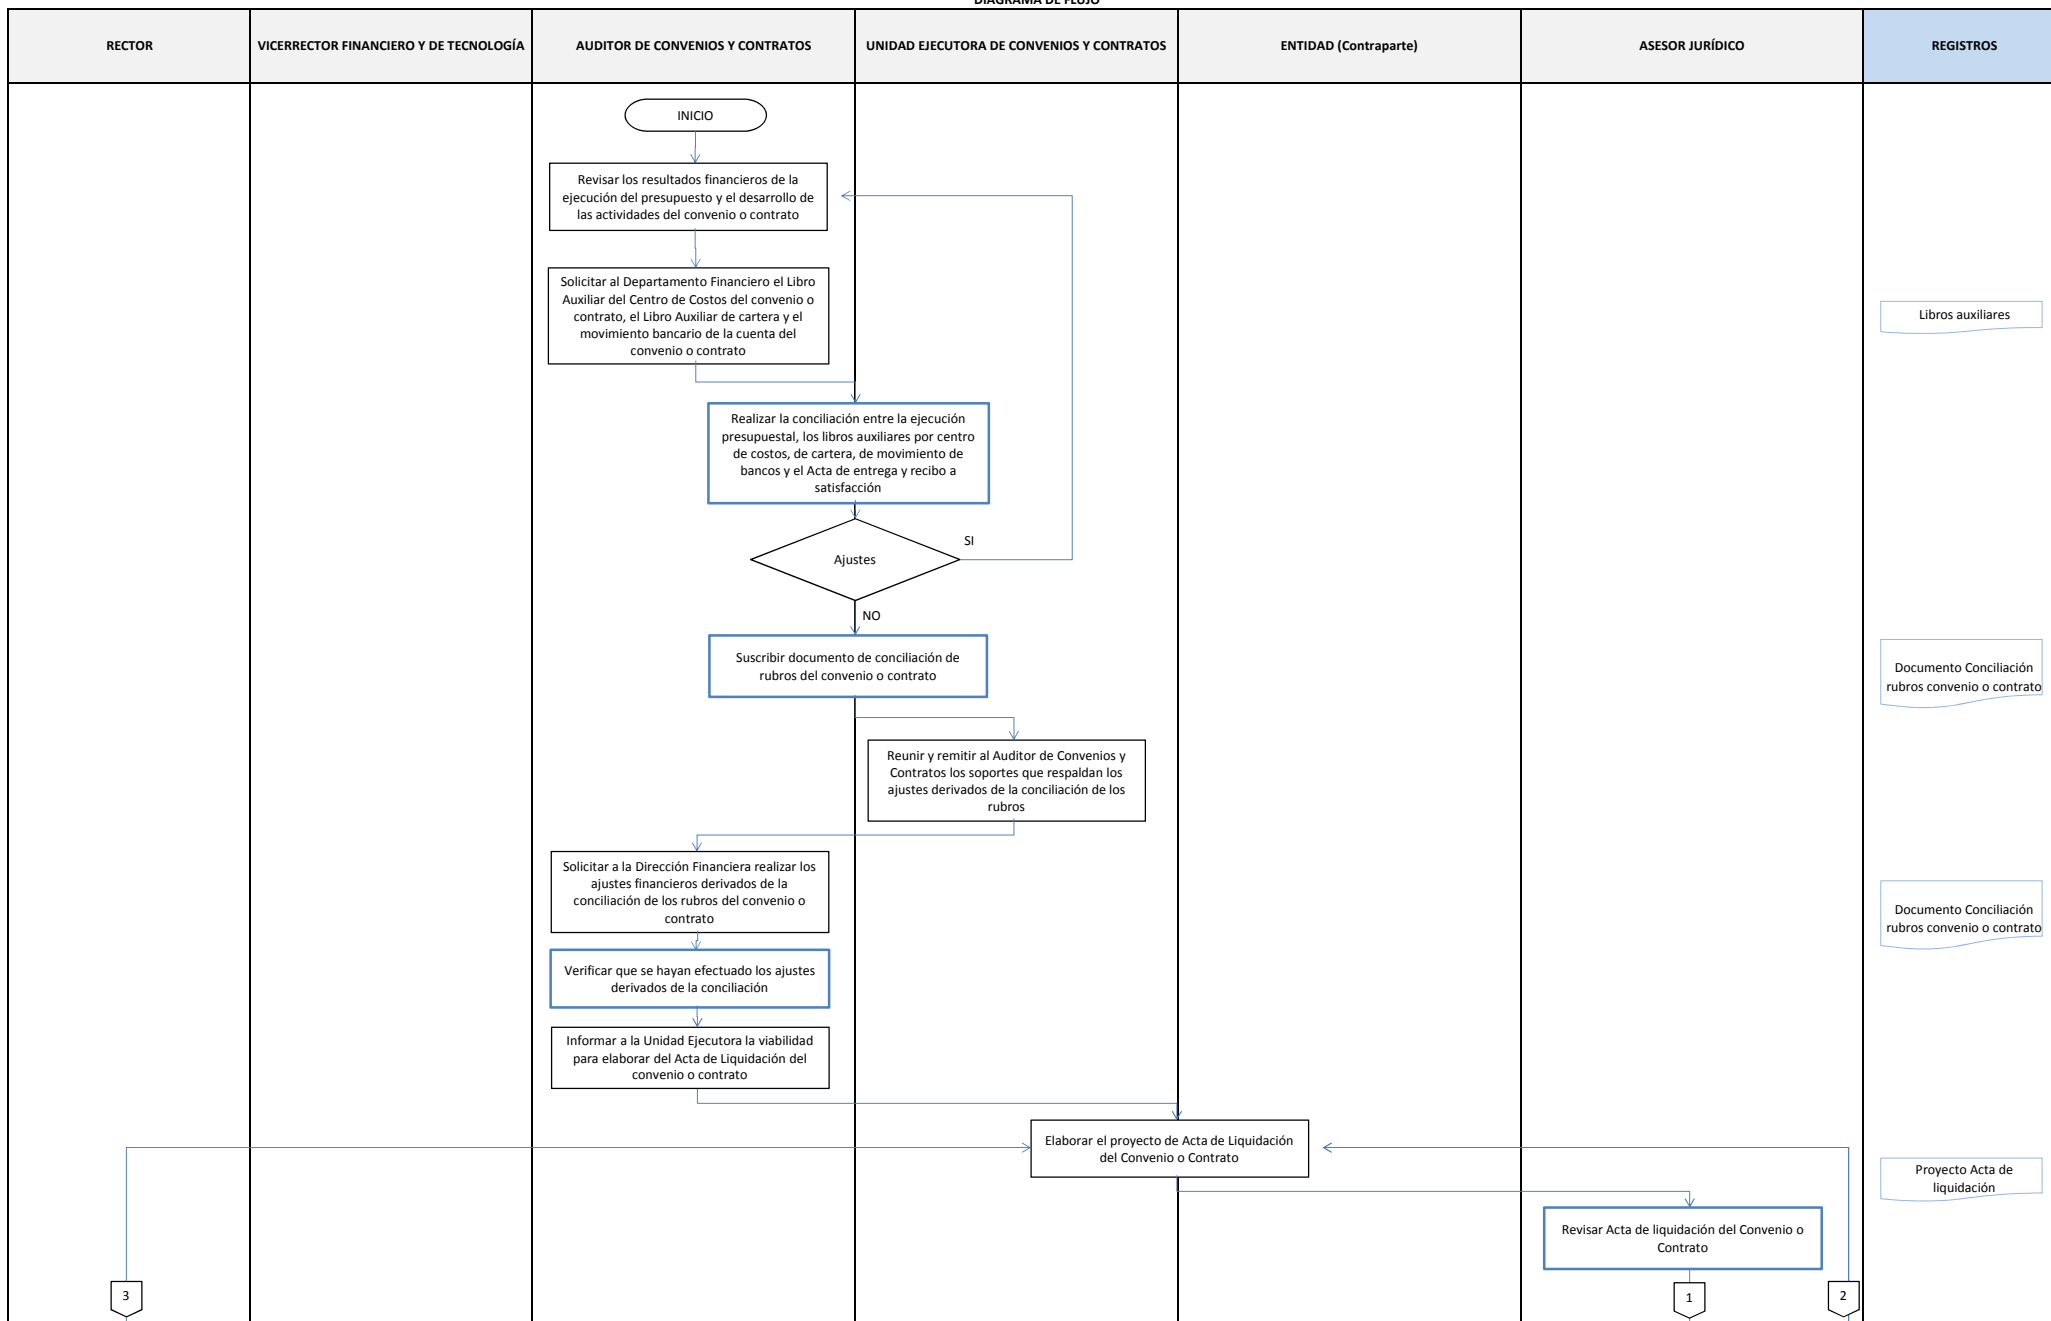 DIAGRAMA DE FLUJO
RECTOR
VICERRECTOR FINANCIERO Y DE TECNOLOGÍA
AUDITOR DE CONVENIOS Y CONTRATOS
UNIDAD EJECUTORA DE CONVENIOS Y CONTRATOS
ENTIDAD (Contraparte)
ASESOR JURÍDICO
REGISTROS
INICIO
Revisar los resultados financieros de la
ejecución del presupuesto y el desarrollo de
las actividades del convenio o contrato
Solicitar al Departamento Financiero el Libro
Auxiliar del Centro de Costos del convenio o
contrato, el Libro Auxiliar de cartera y el
movimiento bancario de la cuenta del
convenio o contrato
Libros auxiliares
Realizar la conciliación entre la ejecución
presupuestal, los libros auxiliares por centro
de costos, de cartera, de movimiento de
bancos y el Acta de entrega y recibo a
satisfacción
Ajustes
SI
NO
Suscribir documento de conciliación de
rubros del convenio o contrato
Documento Conciliación
rubros convenio o contrato
Reunir y remitir al Auditor de Convenios y
Contratos los soportes que respaldan los
ajustes derivados de la conciliación de los
rubros
Solicitar a la Dirección Financiera realizar los
ajustes financieros derivados de la
conciliación de los rubros del convenio o
contrato
Documento Conciliación
rubros convenio o contrato
Verificar que se hayan efectuado los ajustes
derivados de la conciliación
Informar a la Unidad Ejecutora la viabilidad
para elaborar del Acta de Liquidación del
convenio o contrato
Elaborar el proyecto de Acta de Liquidación
del Convenio o Contrato
Proyecto Acta de
liquidación
Revisar Acta de liquidación del Convenio o
Contrato
3
1
2